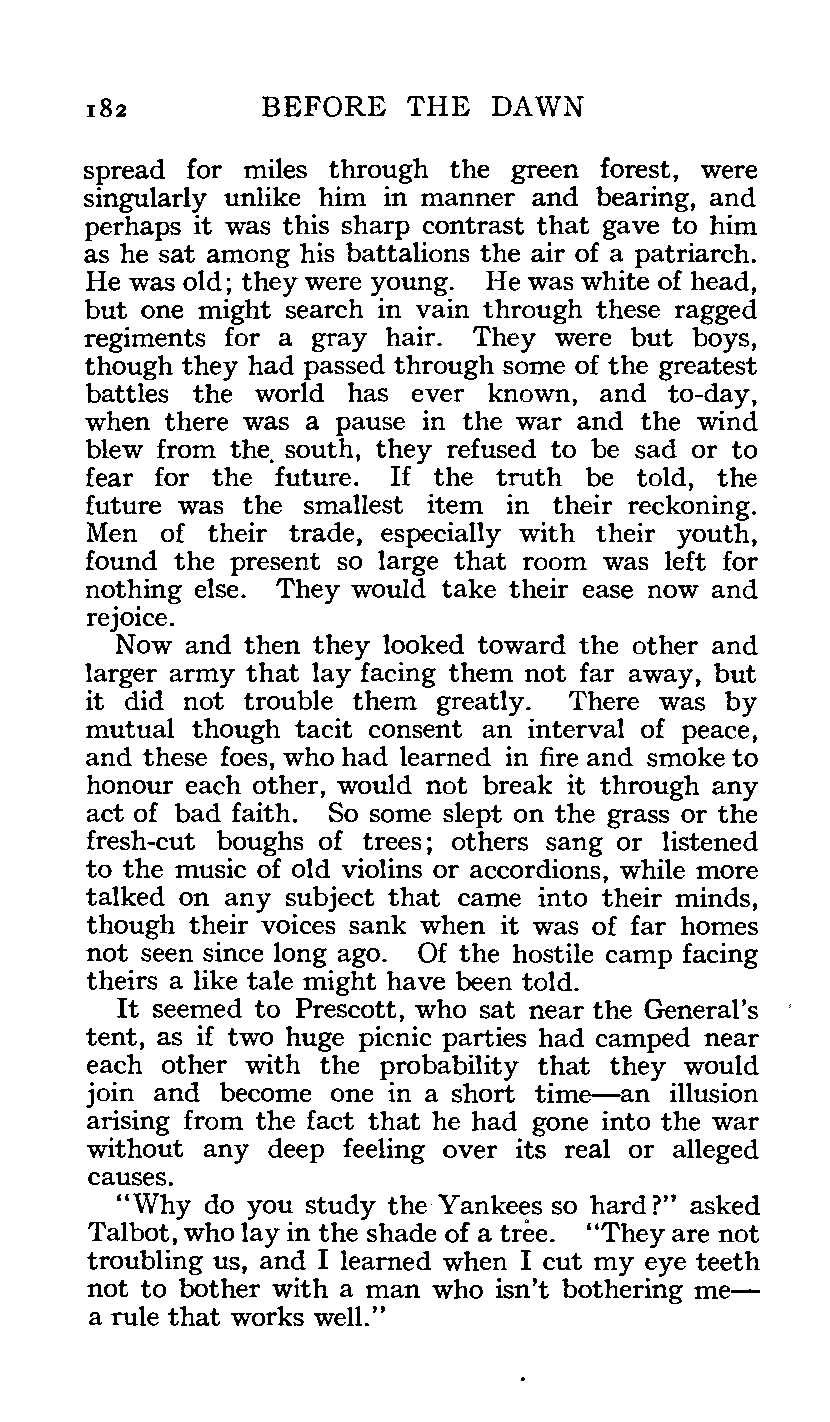 182 BEFORE THE DAWN
spread for miles through the green forest, were
singularly unlike him in manner and bearing, and
perhaps it was this sharp contrast that gave to him
as he sat among his battalions the air of a patriarch.
He was old; they were young. He was white of head,
but one might search in vain through these ragged
regiments for a gray hair. They were but boys,
though they had passed through some of the greatest
battles the world has ever known, and to-day,
when there was a pause in the war and the wind
blew from the south, they refused to be sad or to
fear for the future. If the truth be told, the
future was the smallest item in their reckoning.
Men of their trade, especially with their youth,
found the present so large that room was left for
nothing else. They would take their ease now and
rejoice.
Now and then they looked toward the other and
larger army that lay facing them not far away, but
it did not trouble them greatly. There was by
mutual though tacit consent an interval of peace,
and these foes, who had learned in fire and smoke to
honour each other, would not break it through any
act of bad faith. So some slept on the grass or the
fresh-cut boughs of trees; others sang or listened
to the music of old violins or accordions, while more
talked on any subject that came into their minds,
though their voices sank when it was of far homes
not seen since long ago. Of the hostile camp facing
theirs a like tale might have been told.
It seemed to Prescott, who sat near the General's
tent, as if two huge picnic parties had camped near
each other with the probability that they would
join and become one in a short time—an illusion
arising from the fact that he had gone into the war
without any deep feeling over its real or alleged
causes.
"Why do you study the Yankees so hard?" asked
Talbot, who lay in the shade of a tree. "They are not
troubling us, and I learned when I cut my eye teeth
not to bother with a man who isn't bothering me—
a rule that works well."